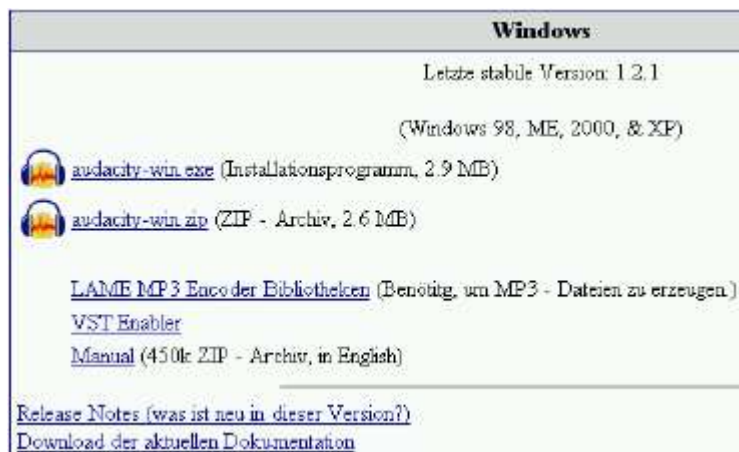 Windows
Letzte stabile Version: 1.2.1
(Windows 98, ME, 2000, & XP)
audacity-win.exe (Installationsprogramm, 2.9 MB)
audacity-win.zip (ZIP - Archiv, 2.6 MB)
LAME MP3 Encoder Bibliotheken (Benötitg, um MP3 - Dateien zu erzeugen.)
VST Enabler
Manual (450k ZIP - Archiv, in English)
Release Notes (was ist neu in dieser Version?)
Download der aktuellen Dokumentation